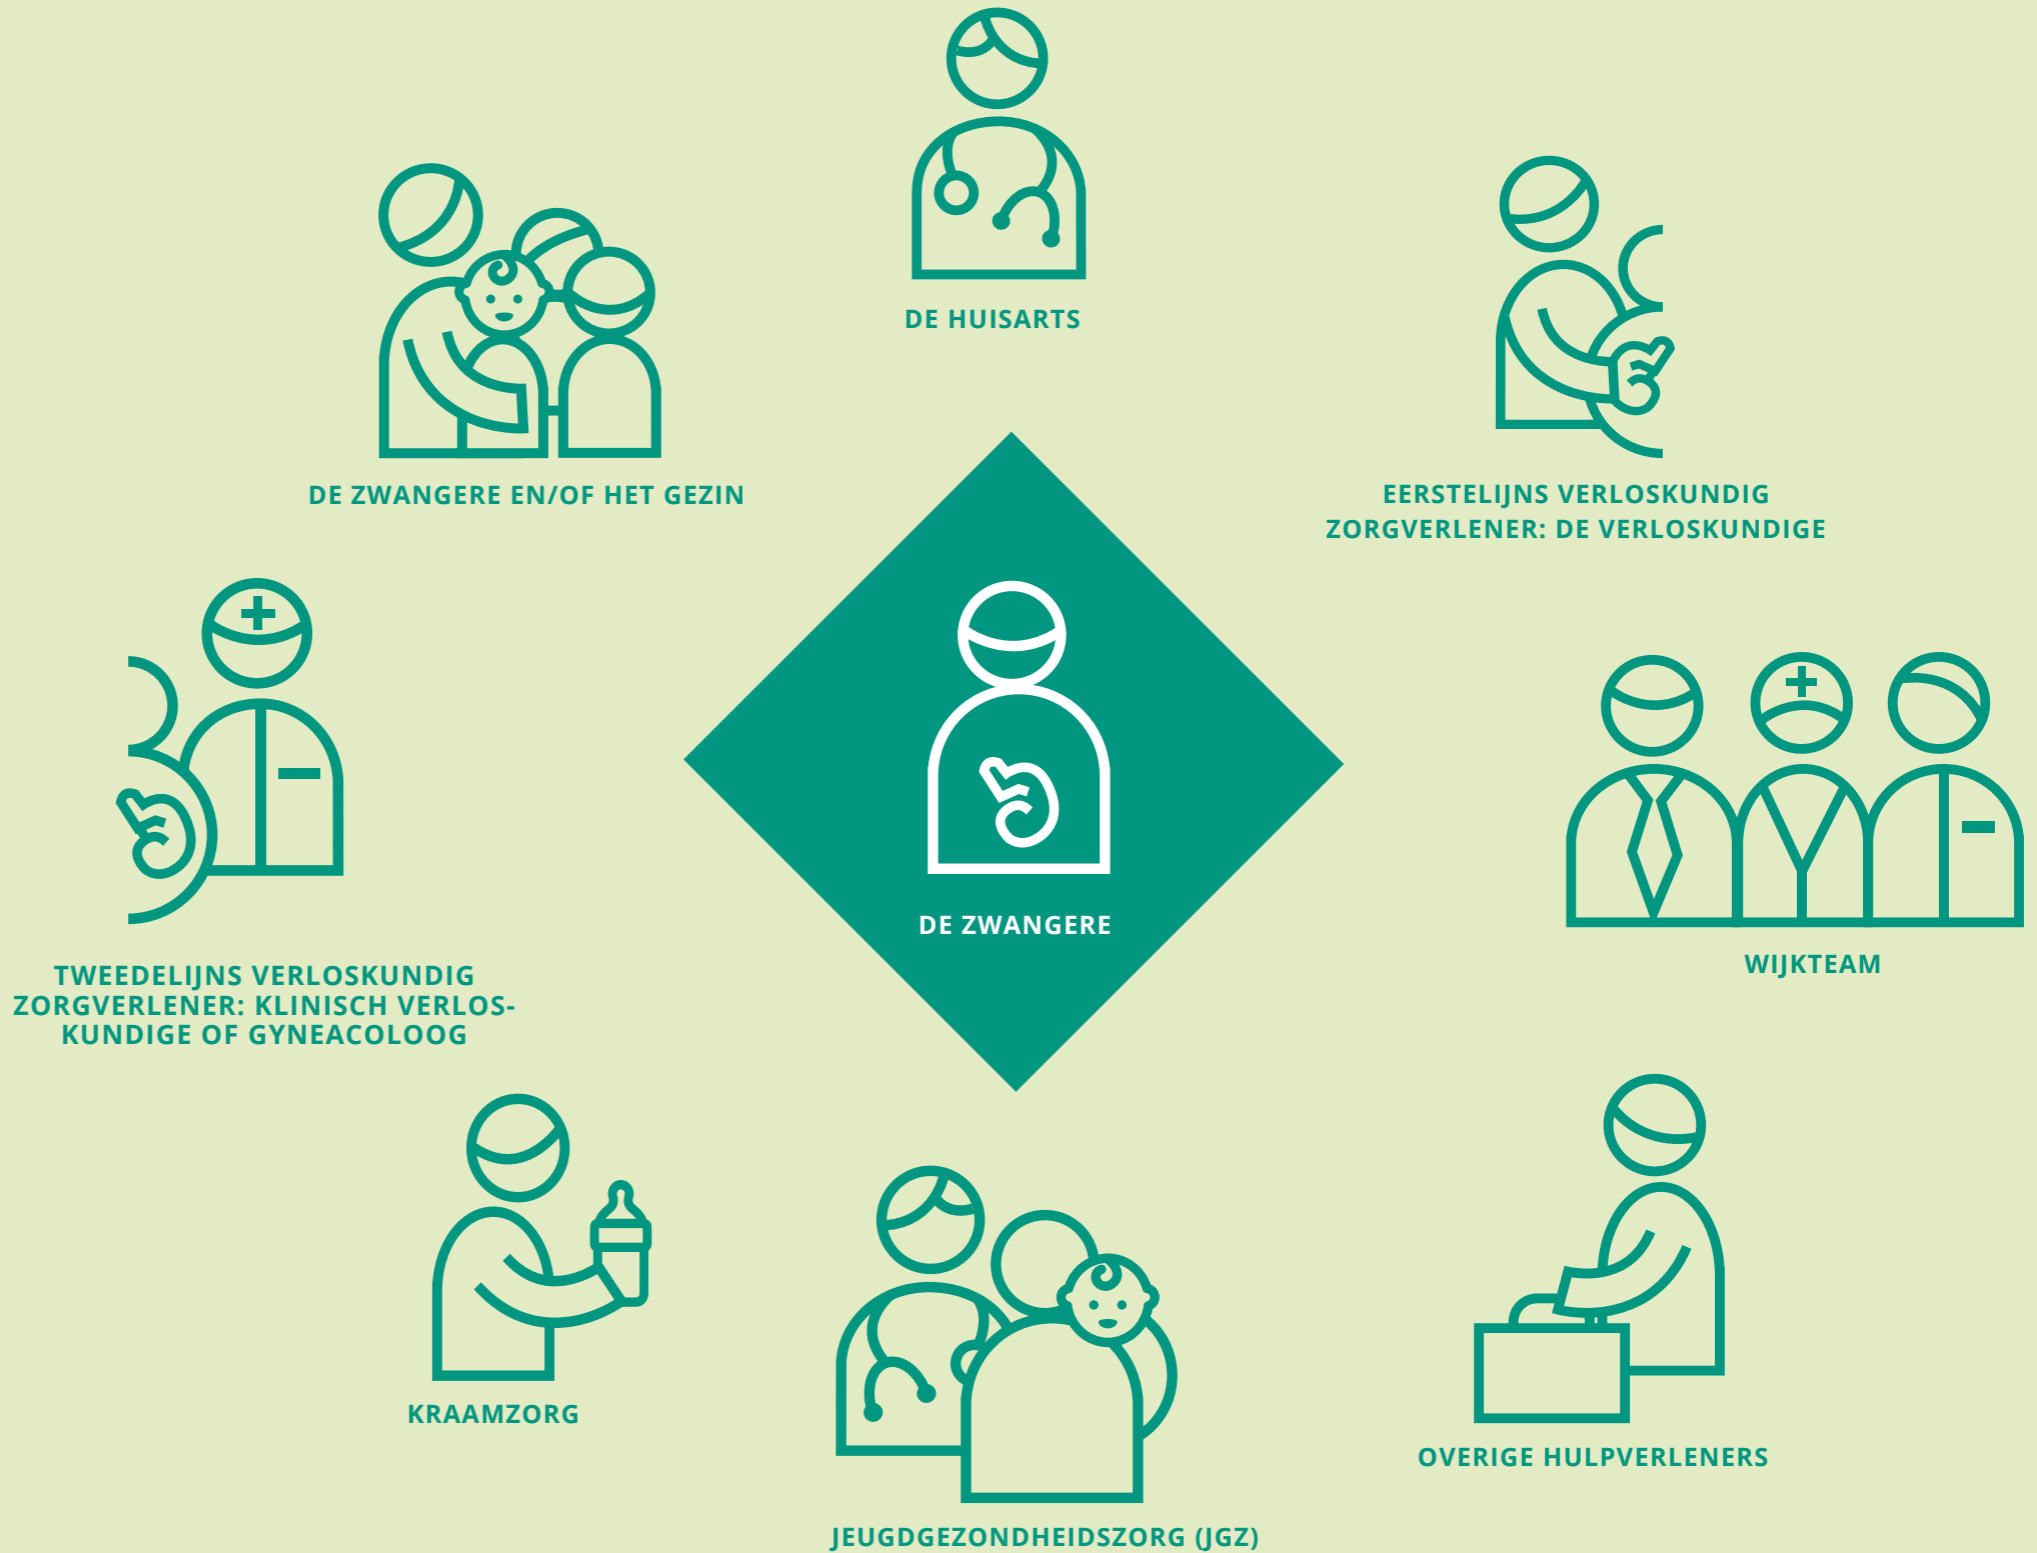 DE HUISARTS
DE ZWANGERE EN/OF HET GEZIN
EERSTELIJNS VERLOSKUNDIG
ZORGVERLENER: DE VERLOSKUNDIGE
DE ZWANGERE
WIJKTEAM
TWEEDELIJNS VERLOSKUNDIG
ZORGVERLENER: KLINISCH VERLOS-
KUNDIGE OF GYNEACOLOOG
KRAAMZORG
OVERIGE HULPVERLENERS
JEUGDGEZONDHEIDSZORG (JGZ)